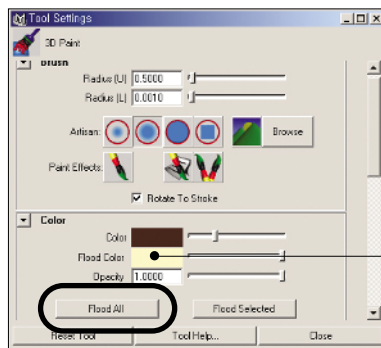 Tool Settings
3D Paint
Brush
Radius (U) 0.5000
Radius (L) 0.0010
Artisan: Browse
Paint Effects:
Rotate To Stroke
Color
Color
Flood Color
Opacity 1.0000
Flood All Flood Selected
Reset Tool Tool Help... Close